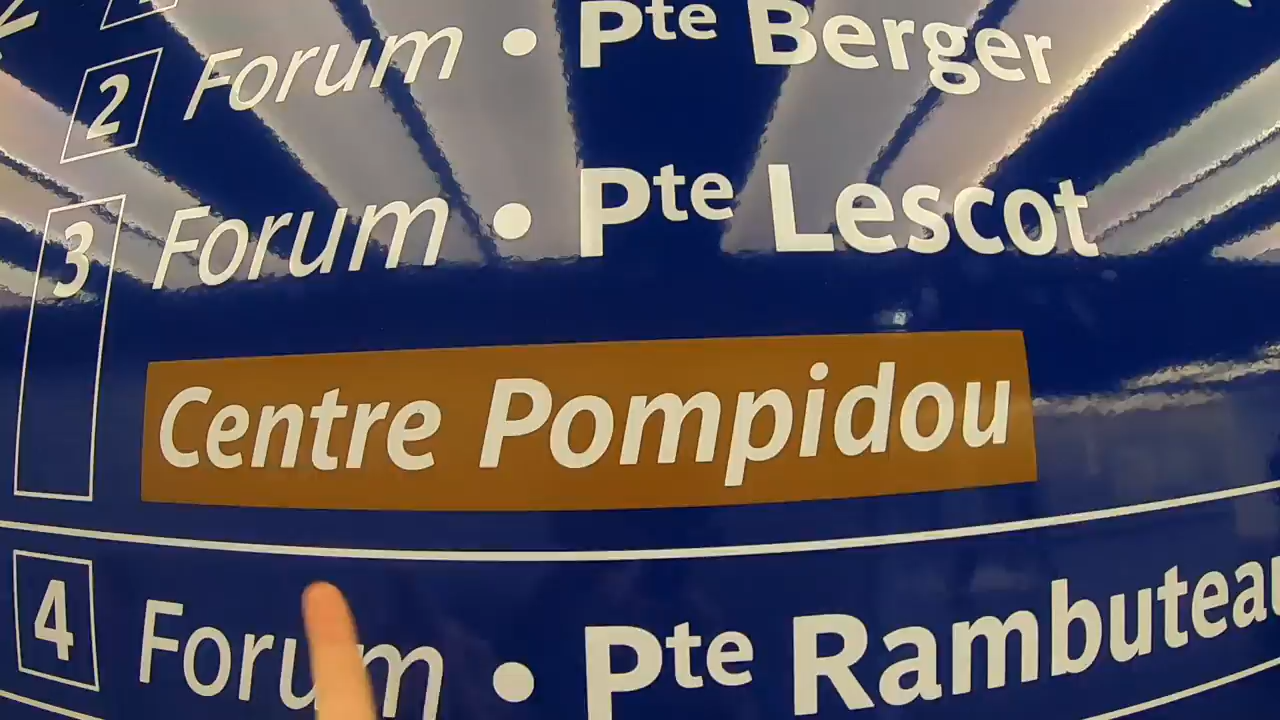 2 Forum • Pte Berger
3 Forum • Pte Lescot
Centre Pompidou
4 Forum • Pte Rambuteau